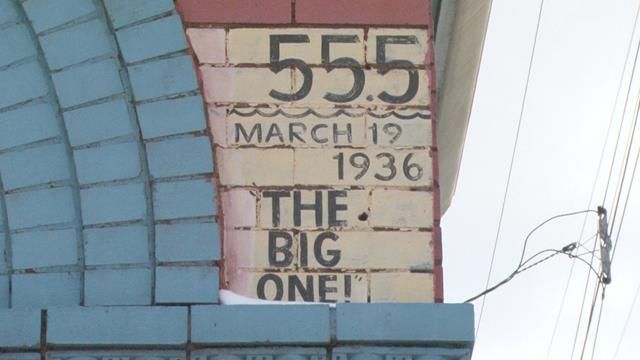 55.5
MARCH 19
1936
THE
BIG
ONE!"